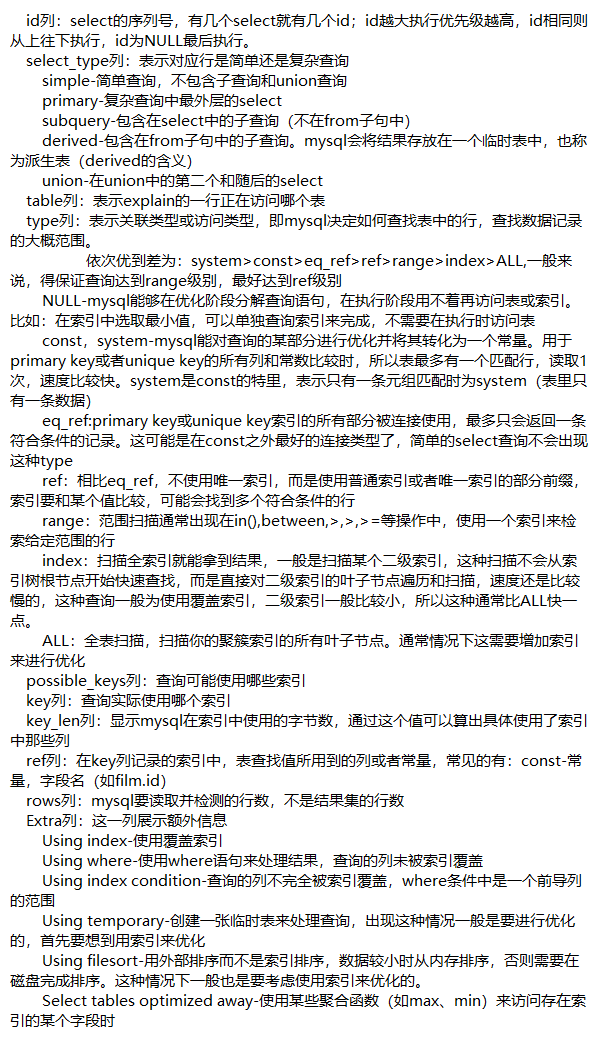 id列：select的序列号，有几个select就有几个id；id越大执行优先级越高，id相同则
从上往下执行，id为NULL最后执行。
select_type列：表示对应行是简单还是复杂查询
simple-简单查询，不包含子查询和union查询
primary-复杂查询中最外层的select
subquery-包含在select中的子查询（不在from子句中）
derived-包含在from子句中的子查询。mysql会将结果存放在一个临时表中，也称
为派生表（derived的含义）
union-在union中的第二个和随后的select
table列：表示explain的一行正在访问哪个表
type列：表示关联类型或访问类型，即mysql决定如何查找表中的行，查找数据记录
的大概范围。
依次优到差为：system>const>eq_ref>ref>range>index>ALL,一般来
说，得保证查询达到range级别，最好达到ref级别
NULL-mysql能够在优化阶段分解查询语句，在执行阶段用不着再访问表或索引。
比如：在索引中选取最小值，可以单独查询索引来完成，不需要在执行时访问表
const，system-mysql能对查询的某部分进行优化并将其转化为一个常量。用于
primary key或者unique key的所有列和常数比较时，所以表最多有一个匹配行，读取1
次，速度比较快。system是const的特里，表示只有一条元组匹配时为system（表里只
有一条数据）
eq_ref:primary key或unique key索引的所有部分被连接使用，最多只会返回一条
符合条件的记录。这可能是在const之外最好的连接类型了，简单的select查询不会出现
这种type
ref：相比eq_ref，不使用唯一索引，而是使用普通索引或者唯一索引的部分前缀，
索引要和某个值比较，可能会找到多个符合条件的行
range：范围扫描通常出现在in(),between,>,>,>=等操作中，使用一个索引来检
索给定范围的行
index：扫描全索引就能拿到结果，一般是扫描某个二级索引，这种扫描不会从索
引树根节点开始快速查找，而是直接对二级索引的叶子节点遍历和扫描，速度还是比较
慢的，这种查询一般为使用覆盖索引，二级索引一般比较小，所以这种通常比ALL快一
点。
ALL：全表扫描，扫描你的聚簇索引的所有叶子节点。通常情况下这需要增加索引
来进行优化
possible_keys列：查询可能使用哪些索引
key列：查询实际使用哪个索引
key_len列：显示mysql在索引中使用的字节数，通过这个值可以算出具体使用了索引
中那些列
ref列：在key列记录的索引中，表查找值所用到的列或者常量，常见的有：const-常
量，字段名（如film.id）
rows列：mysql要读取并检测的行数，不是结果集的行数
Extra列：这一列展示额外信息
Using index-使用覆盖索引
Using where-使用where语句来处理结果，查询的列未被索引覆盖
Using index condition-查询的列不完全被索引覆盖，where条件中是一个前导列
的范围
Using temporary-创建一张临时表来处理查询，出现这种情况一般是要进行优化
的，首先要想到用索引来优化
Using filesort-用外部排序而不是索引排序，数据较小时从内存排序，否则需要在
磁盘完成排序。这种情况下一般也是要考虑使用索引来优化的。
Select tables optimized away-使用某些聚合函数（如max、min）来访问存在索
引的某个字段时